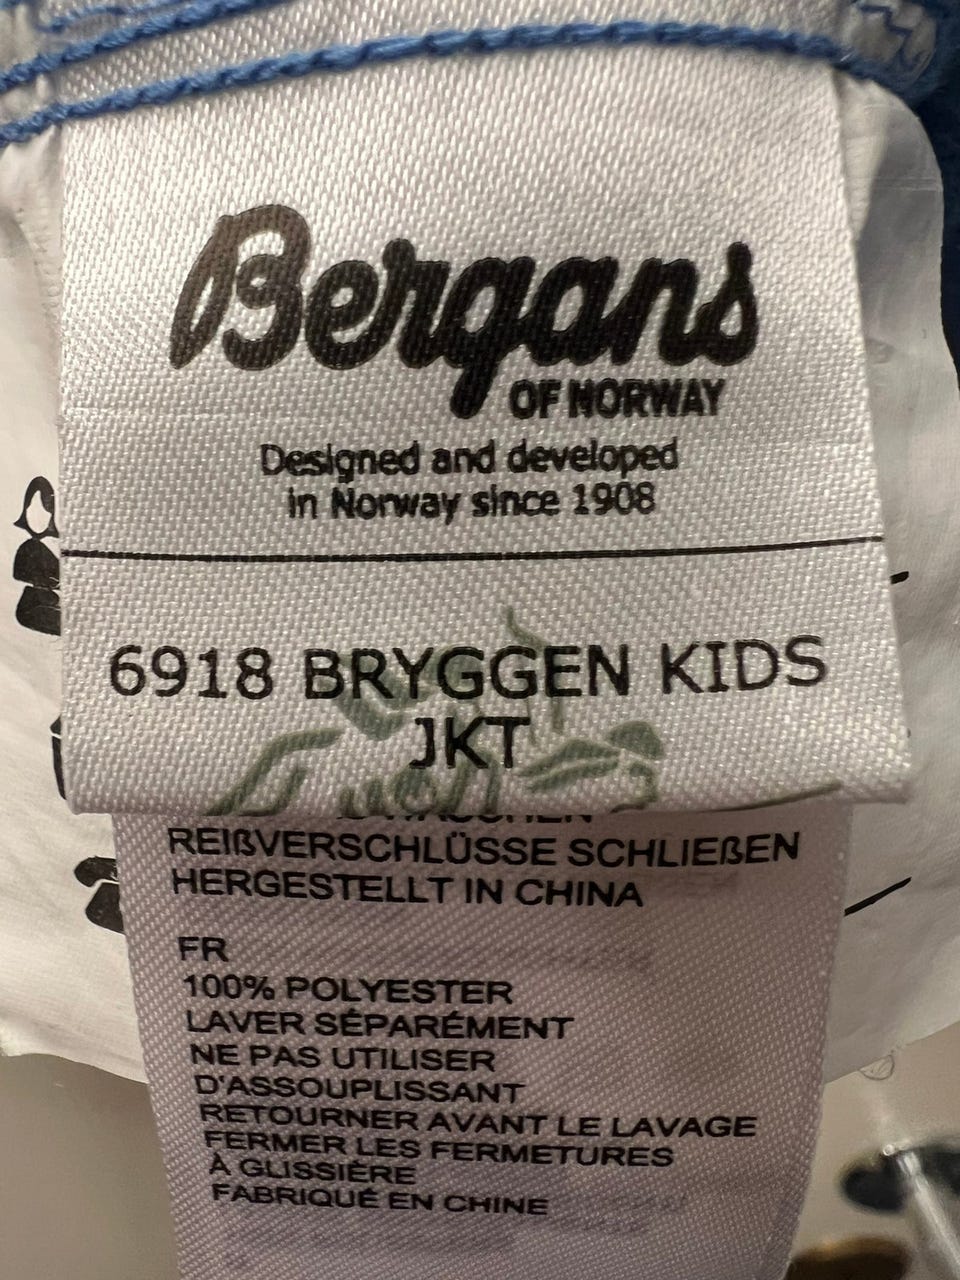 Bergans
OF NORWAY
Designed and developed
in Norway since 1908
6918 BRYGGEN KIDS
JKT
REIßVERSCHLÜSSE SCHLIEßEN
HERGESTELLT IN CHINA
FR
100% POLYESTER
LAVER SÉPARÉMENT
NE PAS UTILISER
D'ASSOUPLISSANT
RETOURNER AVANT LE LAVAGE
FERMER LES FERMETURES
À GLISSIÈRE
FABRIQUÉ EN CHINE